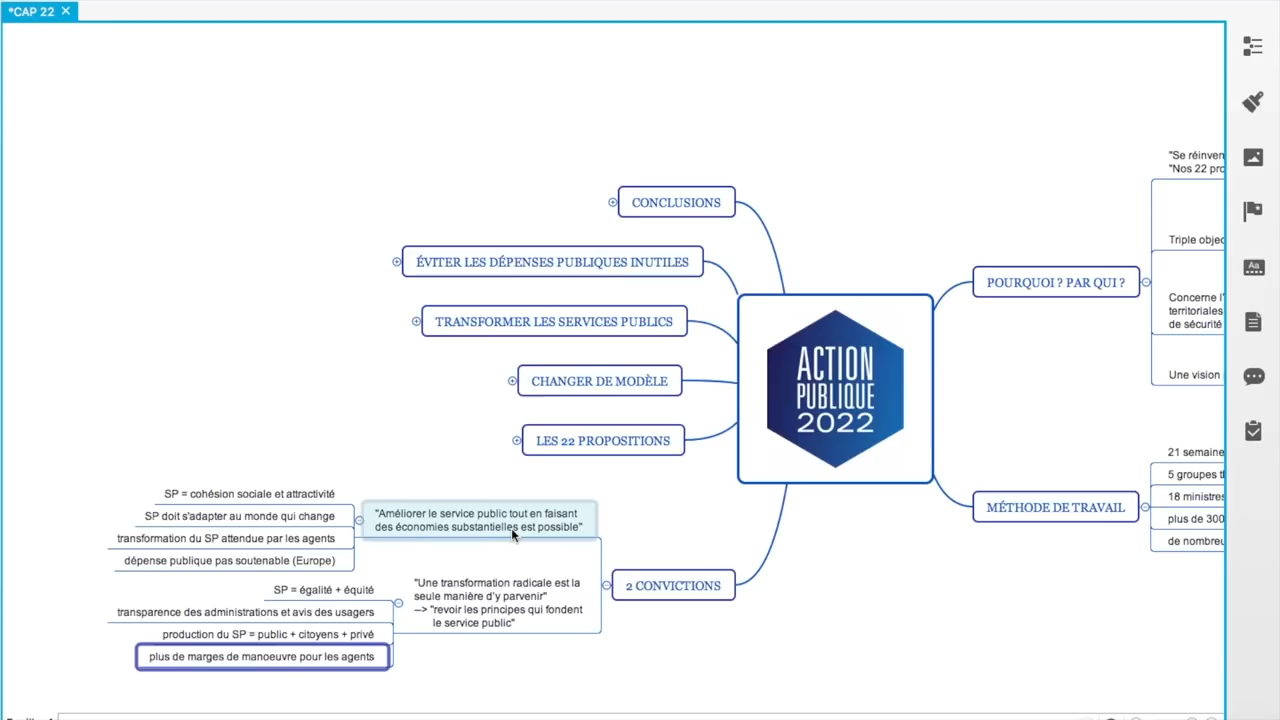 *CAP 22
CONCLUSIONS
ÉVITER LES DÉPENSES PUBLIQUES INUTILES
TRANSFORMER LES SERVICES PUBLICS
CHANGER DE MODÈLE
LES 22 PROPOSITIONS
2 CONVICTIONS
"Améliorer le service public tout en faisant
des économies substantielles est possible"
SP = cohésion sociale et attractivité
SP doit s'adapter au monde qui change
transformation du SP attendue par les agents
dépense publique pas soutenable (Europe)
"Une transformation radicale est la
seule manière d'y parvenir"
—> "revoir les principes qui fondent
le service public"
SP = égalité + équité
transparence des administrations et avis des usagers
production du SP = public + citoyens + privé
plus de marges de manoeuvre pour les agents
ACTION
PUBLIQUE
2022
POURQUOI ? PAR QUI ?
"Se réinven
"Nos 22 pro
Triple objec
Concerne l'
territoriales
de sécurité
Une vision
MÉTHODE DE TRAVAIL
21 semaine
5 groupes th
18 ministres
plus de 300
de nombreu
Aa